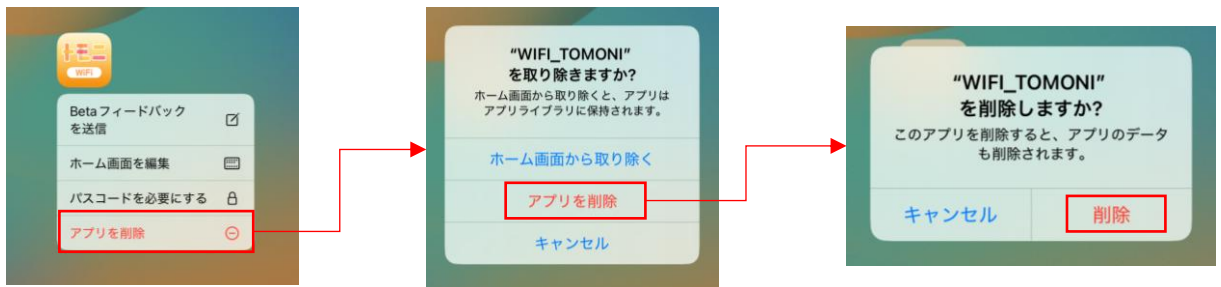 トモニ
WiFi
Betaフィードバック
を送信
ホーム画面を編集
パスコードを必要にする
アプリを削除
“WIFI_TOMONI”
を取り除きますか?
ホーム画面から取り除くと、アプリは
アプリライブラリに保持されます。
ホーム画面から取り除く
アプリを削除
キャンセル
“WIFI_TOMONI”
を削除しますか?
このアプリを削除すると、アプリのデータ
も削除されます。
キャンセル
削除